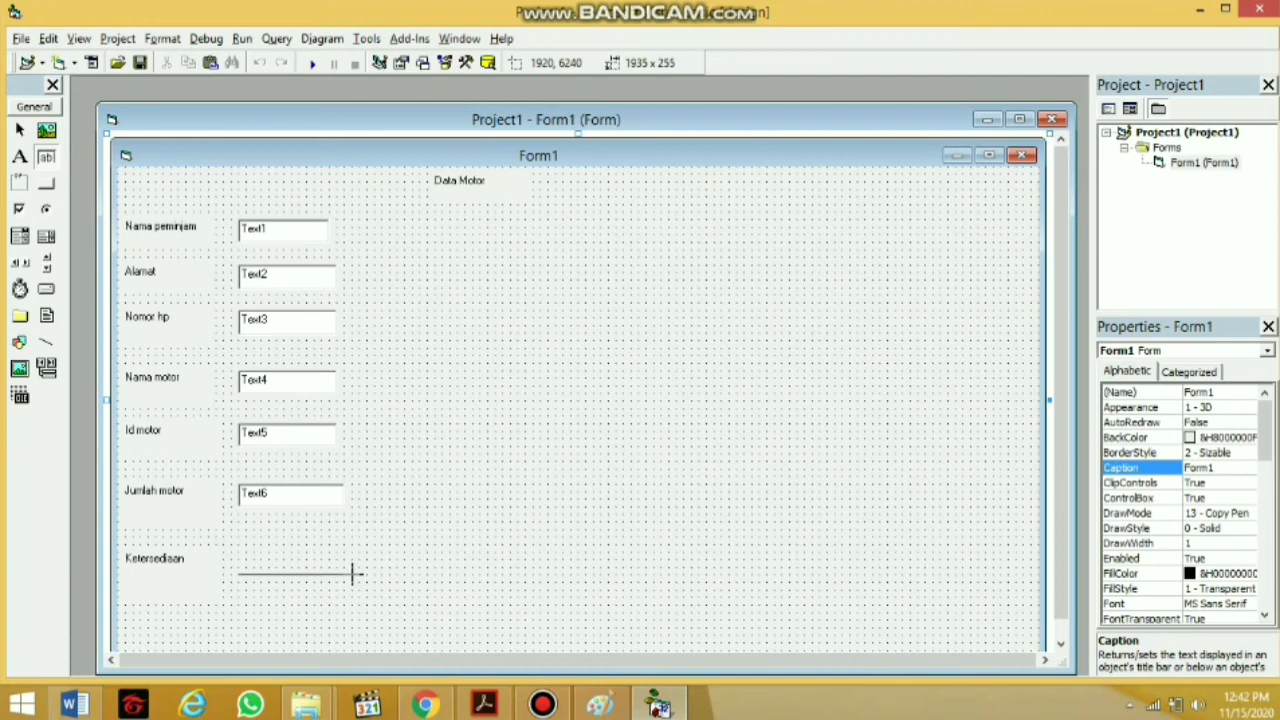 www.BANDICAM.com
File Edit View Project Format Debug Run Query Diagram Tools Add-Ins Window Help
1920, 6240 1935 x 255
General
Project1 - Form1 (Form)
Form1
Data Motor
Nama peminjam Text1
Alamat Text2
Nomor hp Text3
Nama motor Text4
Id motor Text5
Jumlah motor Text6
Ketersediaan
Project - Project1
Project1 (Project1)
Forms
Form1 (Form1)
Properties - Form1
Form1 Form
Alphabetic Categorized
(Name) Form1
Appearance 1 - 3D
AutoRedraw False
BackColor &H8000000F
BorderStyle 2 - Sizable
Caption Form1
ClipControls True
ControlBox True
DrawMode 13 - Copy Pen
DrawStyle 0 - Solid
DrawWidth 1
Enabled True
FillColor &H0000000C
FillStyle 1 - Transparent
Font MS Sans Serif
FontTransparent True
Caption
Returns/sets the text displayed in an
object's title bar or below an object's
12:42 PM
11/15/2020